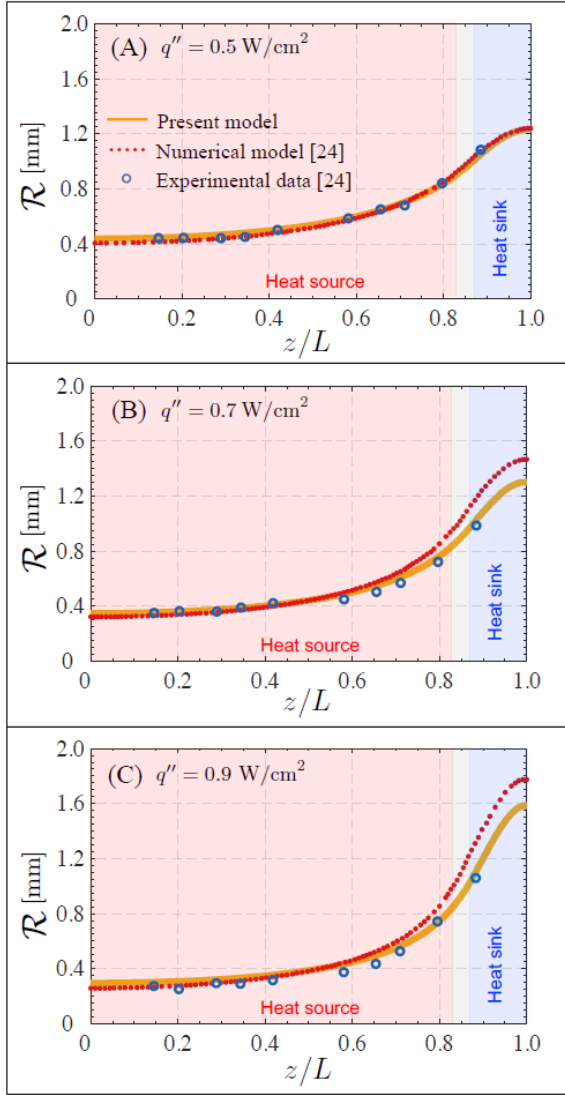 2.0
(A) q″ = 0.5 W/cm²
1.6
Present model
1.2
Numerical model [24]
Experimental data [24]
0.8
0.4
0
ℛ [mm]
Heat source
Heat sink
0 0.2 0.4 0.6 0.8 1.0
z/L
2.0
(B) q″ = 0.7 W/cm²
1.6
1.2
0.8
0.4
0
ℛ [mm]
Heat source
Heat sink
0 0.2 0.4 0.6 0.8 1.0
z/L
2.0
(C) q″ = 0.9 W/cm²
1.6
1.2
0.8
0.4
0
ℛ [mm]
Heat source
Heat sink
0 0.2 0.4 0.6 0.8 1.0
z/L